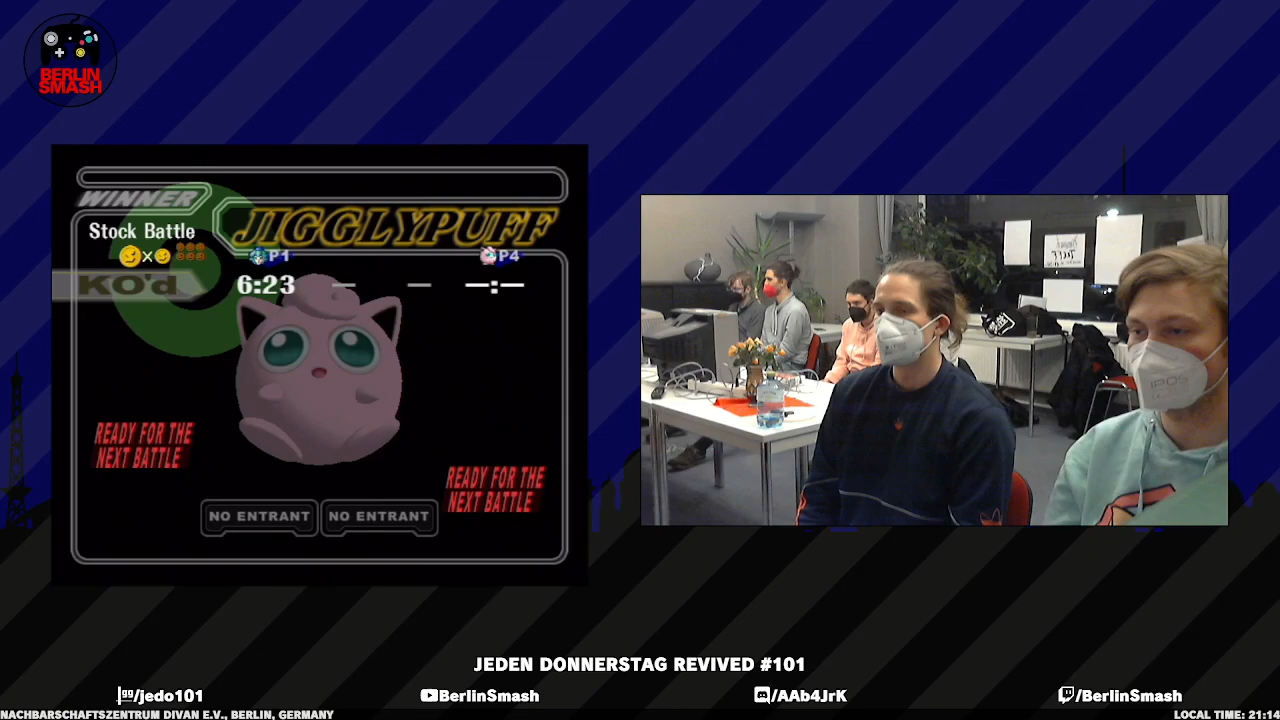 BERLIN
SMASH
WINNER
JIGGLYPUFF
Stock Battle
P1
P4
KO'd
6:23
READY FOR THE
NEXT BATTLE
READY FOR THE
NEXT BATTLE
NO ENTRANT
NO ENTRANT
JEDEN DONNERSTAG REVIVED #101
gg/jedo101
BerlinSmash
/AAb4JrK
/BerlinSmash
NACHBARSCHAFTSZENTRUM DIVAN E.V., BERLIN, GERMANY
LOCAL TIME: 21:14